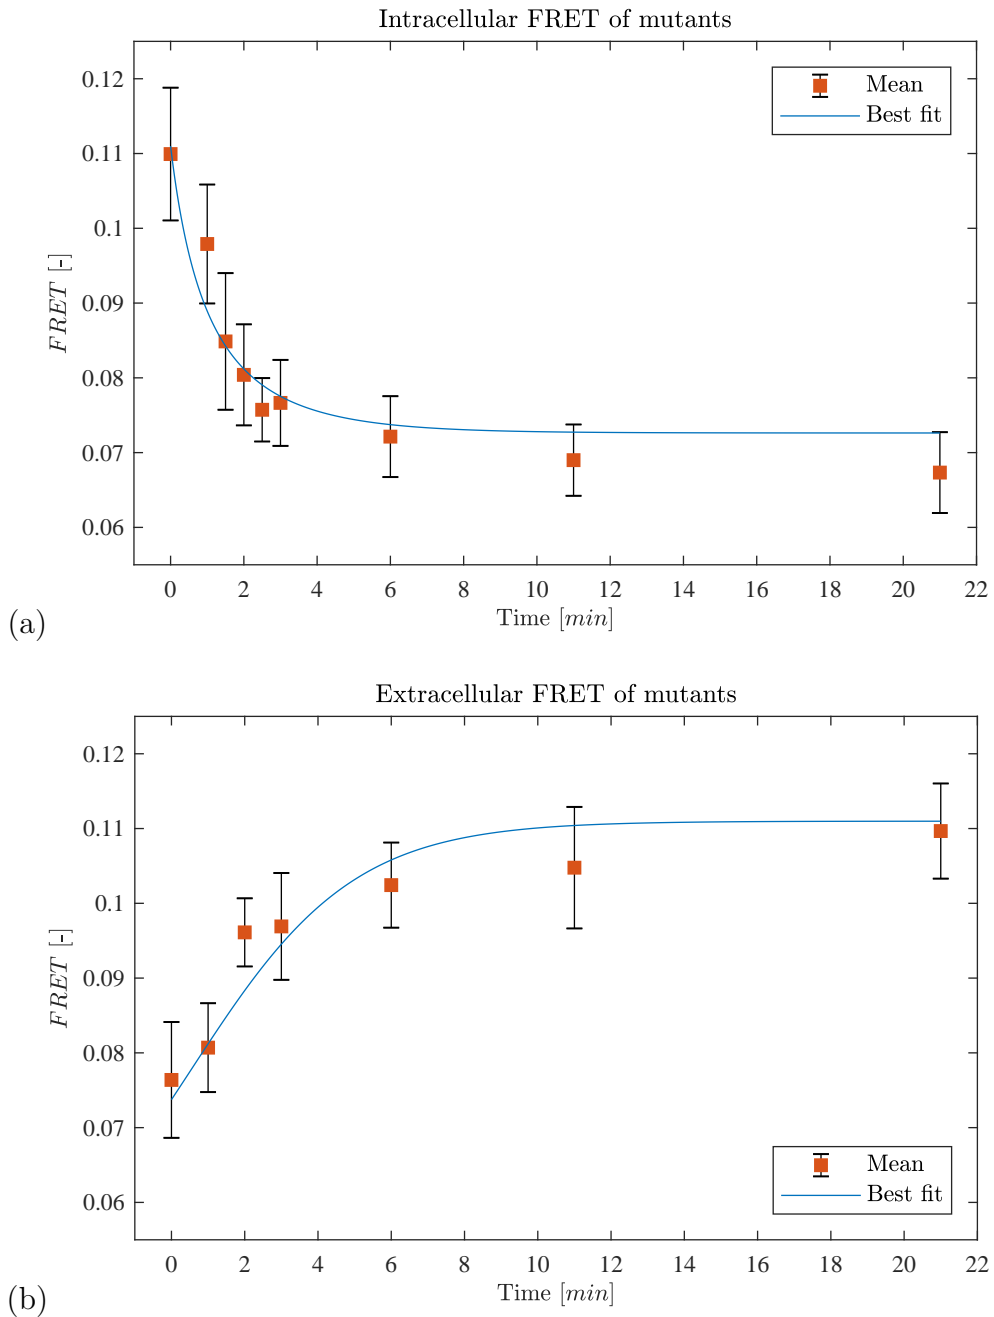 Intracellular FRET of mutants
Mean
Best fit
0.12
0.11
0.1
0.09
0.08
0.07
0.06
FRET [-]
0 2 4 6 8 10 12 14 16 18 20 22
Time [min]
(a)
Extracellular FRET of mutants
0.12
0.11
0.1
0.09
0.08
0.07
0.06
FRET [-]
Mean
Best fit
0 2 4 6 8 10 12 14 16 18 20 22
Time [min]
(b)